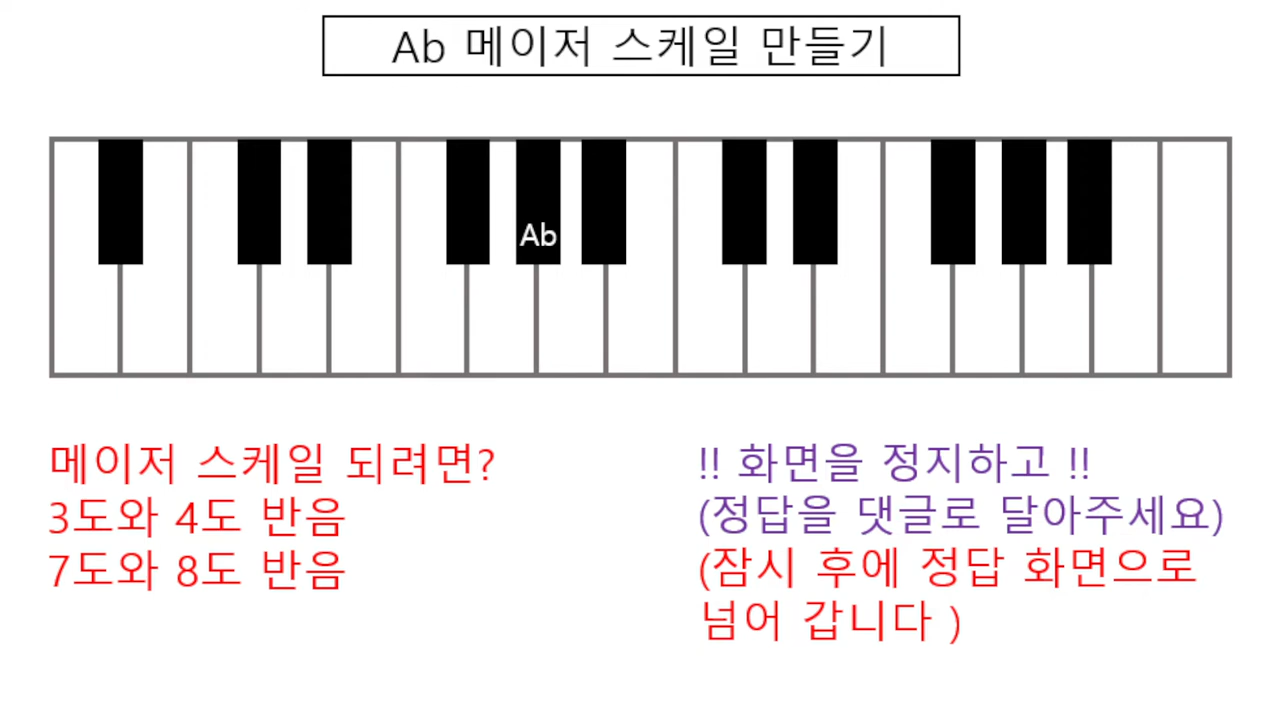 Ab 메이저 스케일 만들기
Ab
메이저 스케일 되려면?
3도와 4도 반음
7도와 8도 반음
!! 화면을 정지하고 !!
(정답을 댓글로 달아주세요)
(잠시 후에 정답 화면으로
넘어 갑니다 )